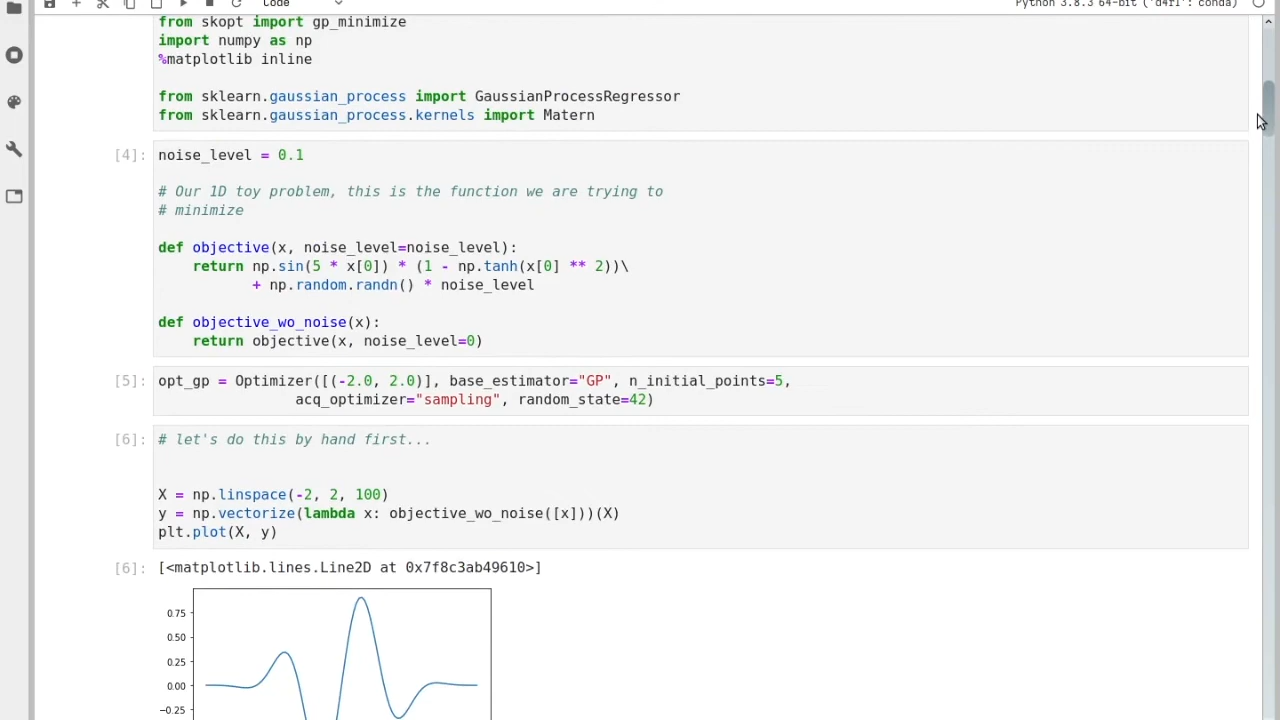 Code
Python 3.8.3 64-bit ('d4f1': conda)
from skopt import gp_minimize
import numpy as np
%matplotlib inline
from sklearn.gaussian_process import GaussianProcessRegressor
from sklearn.gaussian_process.kernels import Matern
[4]: noise_level = 0.1
# Our 1D toy problem, this is the function we are trying to
# minimize
def objective(x, noise_level=noise_level):
return np.sin(5 * x[0]) * (1 - np.tanh(x[0] ** 2))\
+ np.random.randn() * noise_level
def objective_wo_noise(x):
return objective(x, noise_level=0)
[5]: opt_gp = Optimizer([(-2.0, 2.0)], base_estimator="GP", n_initial_points=5,
acq_optimizer="sampling", random_state=42)
[6]: # let's do this by hand first...
X = np.linspace(-2, 2, 100)
y = np.vectorize(lambda x: objective_wo_noise([x]))(X)
plt.plot(X, y)
[6]: [<matplotlib.lines.Line2D at 0x7f8c3ab49610>]
0.75
0.50
0.25
0.00
-0.25